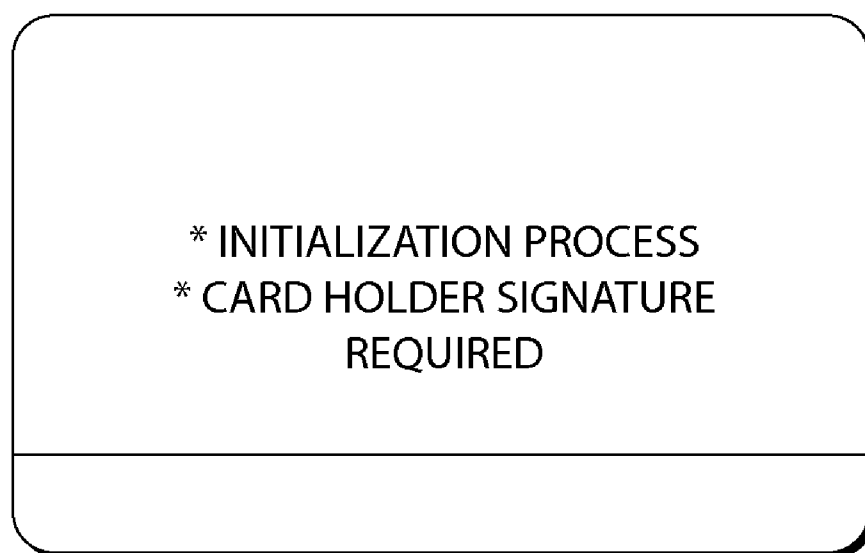 * INITIALIZATION PROCESS
* CARD HOLDER SIGNATURE
REQUIRED